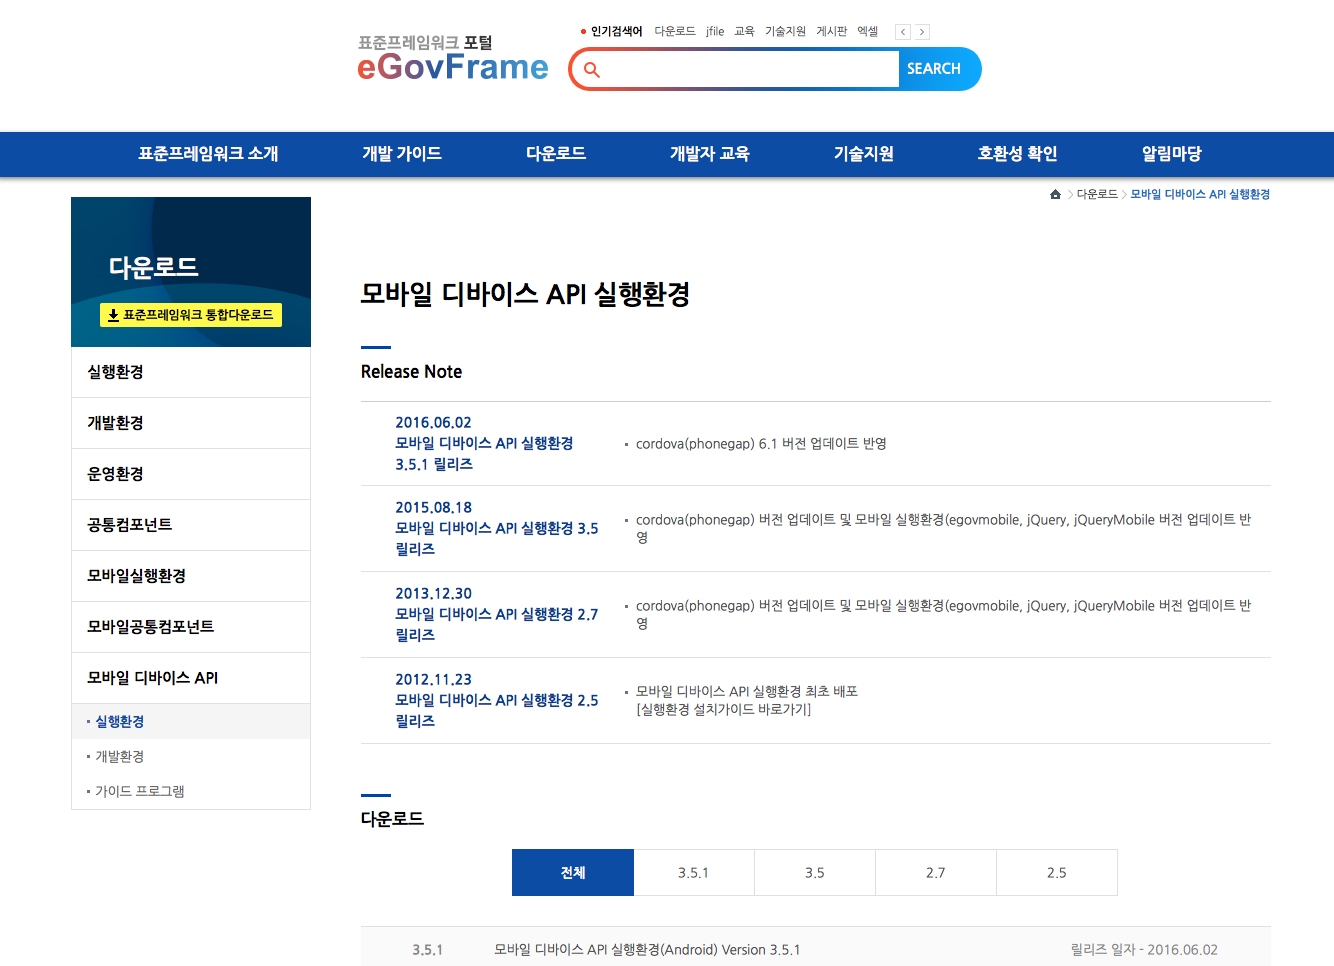 표준프레임워크 포털
eGovFrame
인기검색어 다운로드 jfile 교육 기술지원 게시판 엑셀
SEARCH
표준프레임워크 소개 개발 가이드 다운로드 개발자 교육 기술지원 호환성 확인 알림마당
다운로드 모바일 디바이스 API 실행환경
다운로드
표준프레임워크 통합다운로드
실행환경
개발환경
운영환경
공통컴포넌트
모바일실행환경
모바일공통컴포넌트
모바일 디바이스 API
실행환경
개발환경
가이드 프로그램
모바일 디바이스 API 실행환경
Release Note
2016.06.02
모바일 디바이스 API 실행환경
3.5.1 릴리즈
cordova(phonegap) 6.1 버전 업데이트 반영
2015.08.18
모바일 디바이스 API 실행환경 3.5
릴리즈
cordova(phonegap) 버전 업데이트 및 모바일 실행환경(egovmobile, jQuery, jQueryMobile 버전 업데이트 반
영
2013.12.30
모바일 디바이스 API 실행환경 2.7
릴리즈
cordova(phonegap) 버전 업데이트 및 모바일 실행환경(egovmobile, jQuery, jQueryMobile 버전 업데이트 반
영
2012.11.23
모바일 디바이스 API 실행환경 2.5
릴리즈
모바일 디바이스 API 실행환경 최초 배포
[실행환경 설치가이드 바로가기]
다운로드
전체 3.5.1 3.5 2.7 2.5
3.5.1 모바일 디바이스 API 실행환경(Android) Version 3.5.1 릴리즈 일자 - 2016.06.02